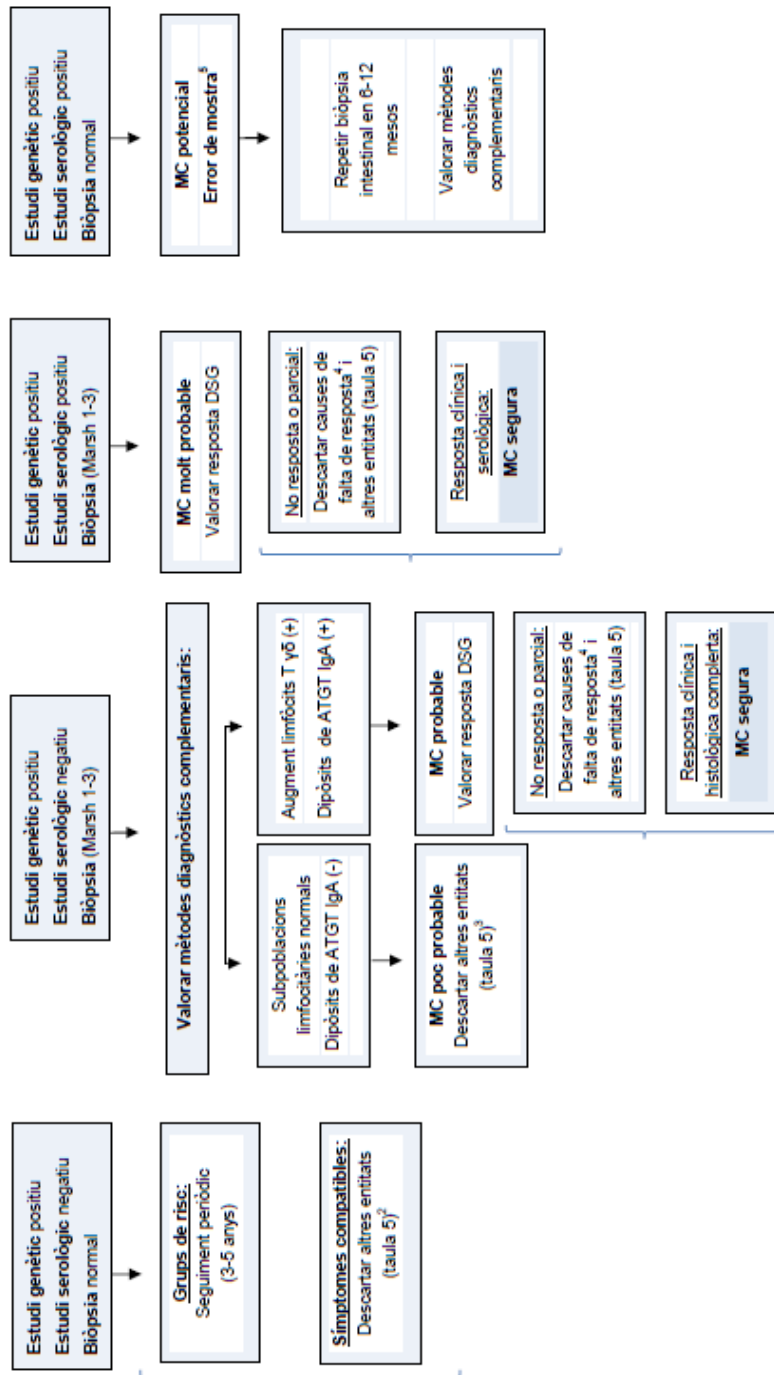 Estudi genètic positiu
Estudi serològic negatiu
Biòpsia normal
Grups de risc:
Seguiment periòdic
(3-5 anys)
Símptomes compatibles:
Descartar altres entitats
(taula 5)²
Estudi genètic positiu
Estudi serològic negatiu
Biòpsia (Marsh 1-3)
Valorar mètodes diagnòstics complementaris:
Subpoblacions
limfocitàries normals
Dipòsits de ATGT IgA (-)
MC poc probable
Descartar altres entitats
(taula 5)³
Augment limfòcits T γδ (+)
Dipòsits de ATGT IgA (+)
MC probable
Valorar resposta DSG
No resposta o parcial:
Descartar causes de
falta de resposta⁴ i
altres entitats (taula 5)
Resposta clínica i
histològica complerta:
MC segura
Estudi genètic positiu
Estudi serològic positiu
Biòpsia (Marsh 1-3)
MC molt probable
Valorar resposta DSG
No resposta o parcial:
Descartar causes de
falta de resposta⁴ i
altres entitats (taula 5)
Resposta clínica i
serològica:
MC segura
Estudi genètic positiu
Estudi serològic positiu
Biòpsia normal
MC potencial
Error de mostra⁵
Repetir biòpsia
intestinal en 6-12
mesos
Valorar mètodes
diagnòstics
complementaris